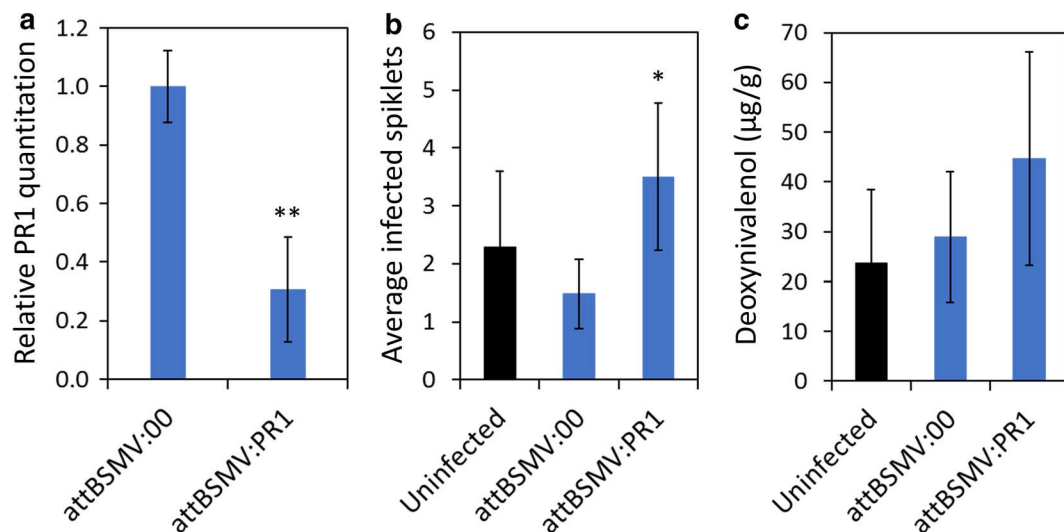 a
Relative PR1 quantitation
1.2
1.0
0.8
0.6
0.4
0.2
0.0
**
attBSMV:00
attBSMV:PR1
b
Average infected spiklets
6
5
4
3
2
1
0
*
Uninfected
attBSMV:00
attBSMV:PR1
c
Deoxynivalenol (µg/g)
70
60
50
40
30
20
10
0
Uninfected
attBSMV:00
attBSMV:PR1